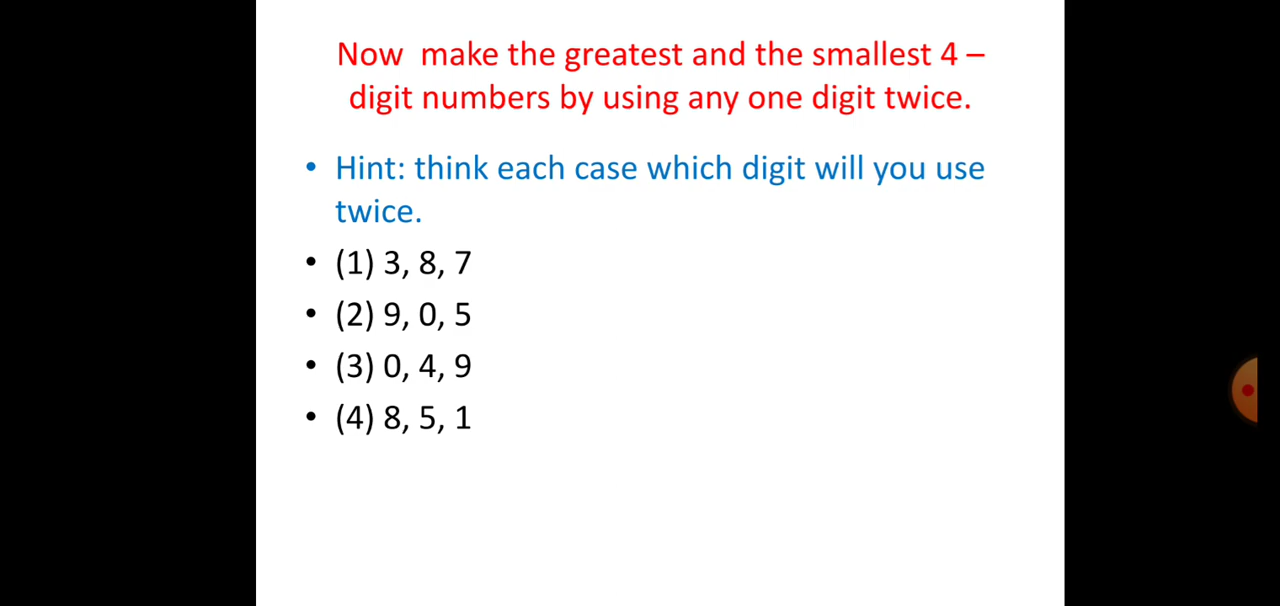 Now make the greatest and the smallest 4 –
digit numbers by using any one digit twice.
• Hint: think each case which digit will you use
twice.
• (1) 3, 8, 7
• (2) 9, 0, 5
• (3) 0, 4, 9
• (4) 8, 5, 1